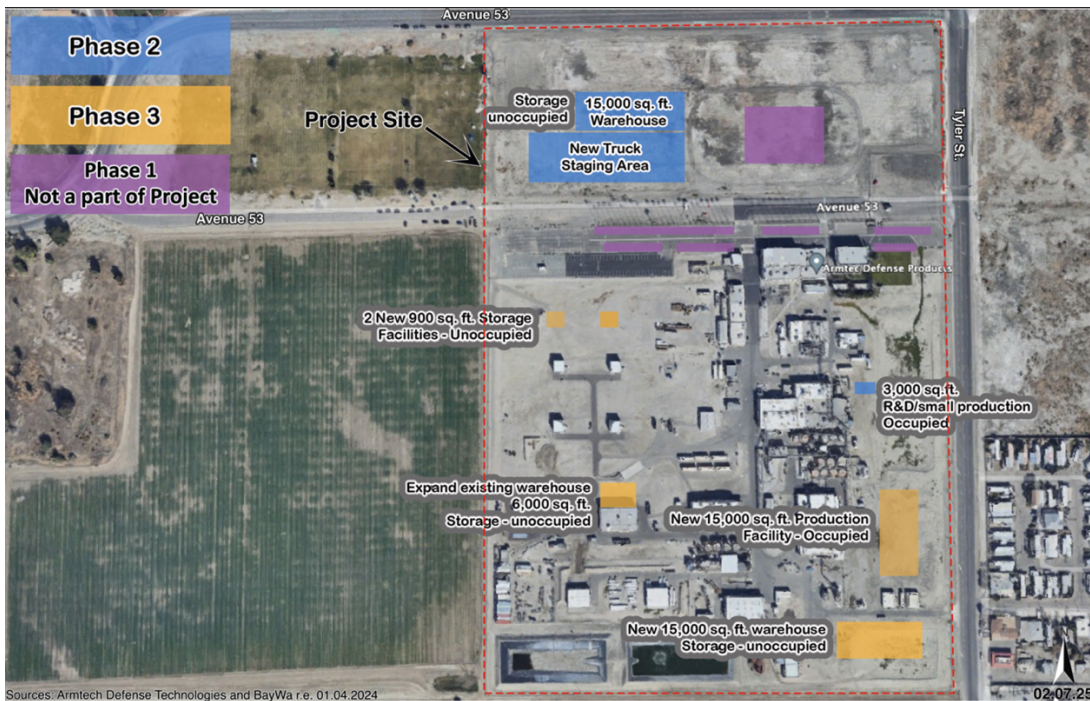 Avenue 53
Phase 2
Phase 3
Phase 1
Not a part of Project
Project Site
Storage
unoccupied
15,000 sq. ft.
Warehouse
New Truck
Staging Area
Tyler St.
Avenue 53
Avenue 53
Armtec Defense Products
2 New 900 sq. ft. Storage
Facilities - Unoccupied
3,000 sq.ft.
R&D/small production
Occupied
Expand existing warehouse
6,000 sq. ft.
Storage - unoccupied
New 15,000 sq. ft. Production
Facility - Occupied
New 15,000 sq. ft. warehouse
Storage - unoccupied
Sources: Armtech Defense Technologies and BayWa r.e. 01.04.2024
02.07.25